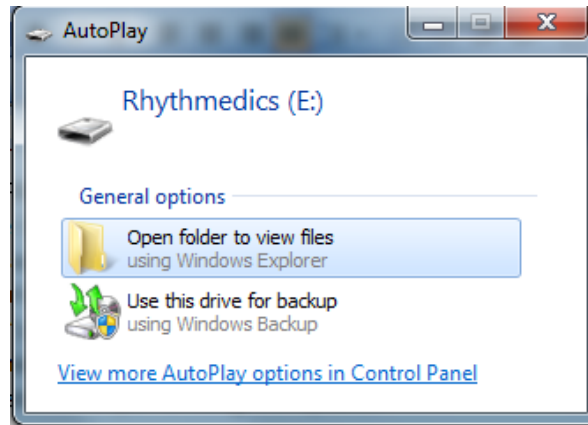 AutoPlay
Rhythmedics (E:)
General options
Open folder to view files
using Windows Explorer
Use this drive for backup
using Windows Backup
View more AutoPlay options in Control Panel